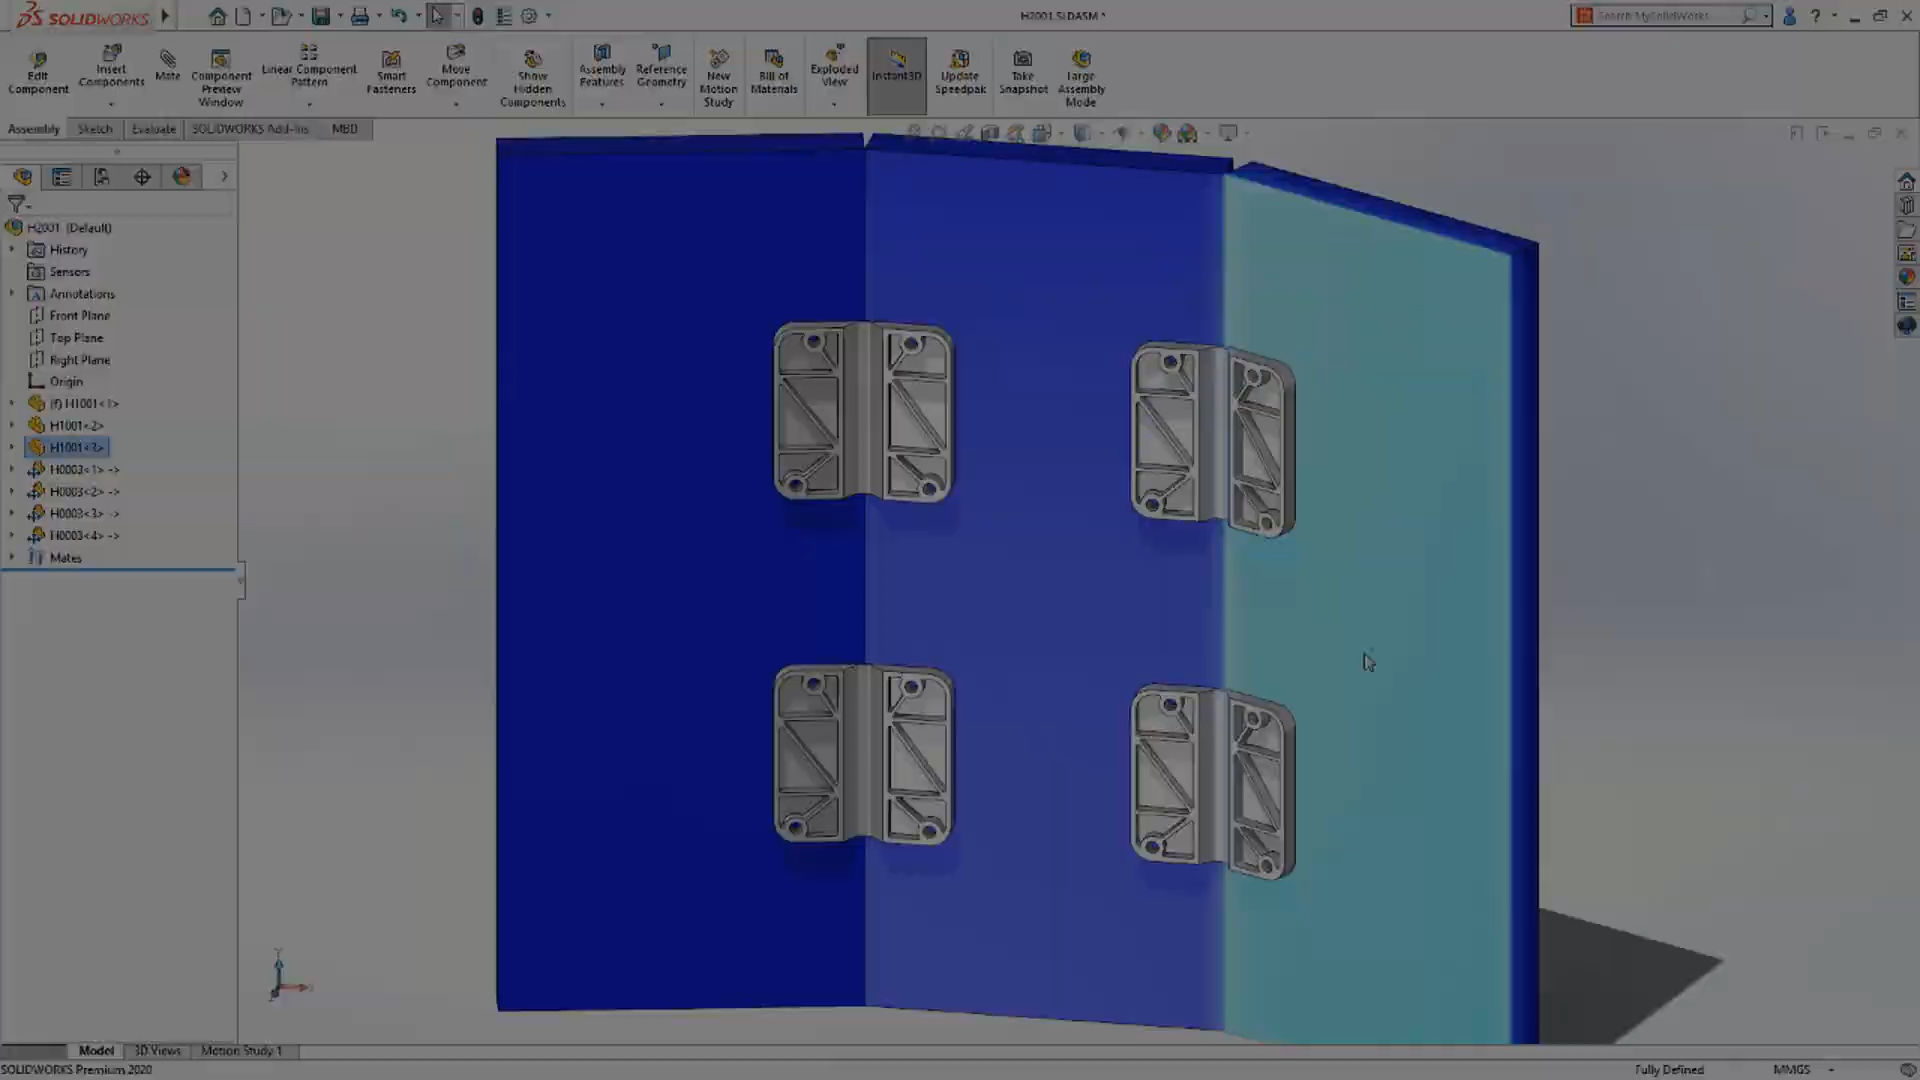 SOLIDWORKS
H2001.SLDASM *
Search MySolidWorks
?
Edit Component
Insert Components
Mate
Component Preview Window
Linear Component Pattern
Smart Fasteners
Move Component
Show Hidden Components
Assembly Features
Reference Geometry
New Motion Study
Bill of Materials
Exploded View
Instant3D
Update Speedpak
Take Snapshot
Large Assembly Mode
Assembly
Sketch
Evaluate
SOLIDWORKS Add-Ins
MBD
H2001 (Default)
History
Sensors
Annotations
Front Plane
Top Plane
Right Plane
Origin
(f) H1001<1>
H1001<2>
H1001<3>
H0003<1> ->
H0003<2> ->
H0003<3> ->
H0003<4> ->
Mates
Model
3D Views
Motion Study 1
SOLIDWORKS Premium 2020
Fully Defined
MMGS